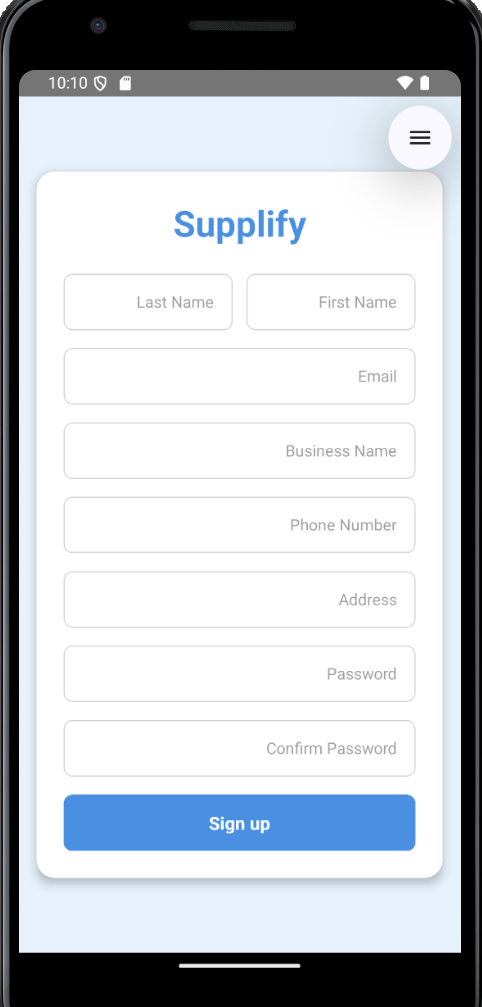 10:10
Supplify
Last Name First Name
Email
Business Name
Phone Number
Address
Password
Confirm Password
Sign up